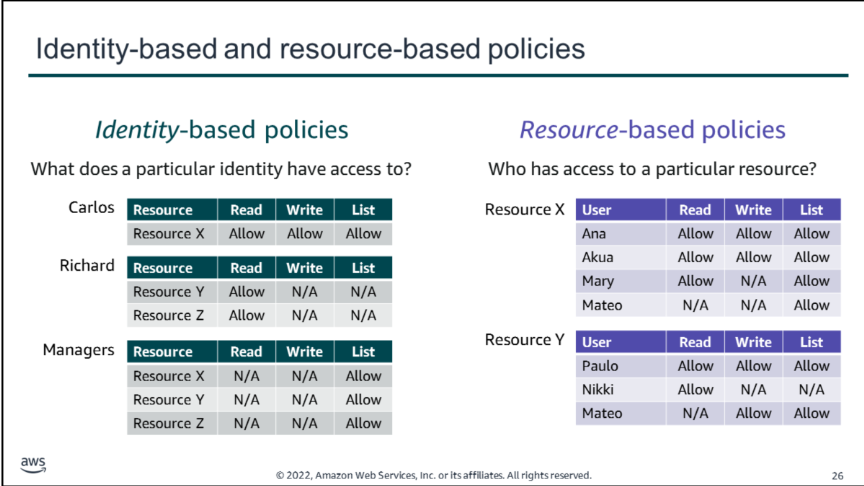 Identity-based and resource-based policies
Identity-based policies
What does a particular identity have access to?
Carlos
Resource Read Write List
Resource X Allow Allow Allow
Richard
Resource Read Write List
Resource Y Allow N/A N/A
Resource Z Allow N/A N/A
Managers
Resource Read Write List
Resource X N/A N/A Allow
Resource Y N/A N/A Allow
Resource Z N/A N/A Allow
Resource-based policies
Who has access to a particular resource?
Resource X
User Read Write List
Ana Allow Allow Allow
Akua Allow Allow Allow
Mary Allow N/A Allow
Mateo N/A N/A Allow
Resource Y
User Read Write List
Paulo Allow Allow Allow
Nikki Allow N/A N/A
Mateo N/A Allow Allow
aws
© 2022, Amazon Web Services, Inc. or its affiliates. All rights reserved.
26